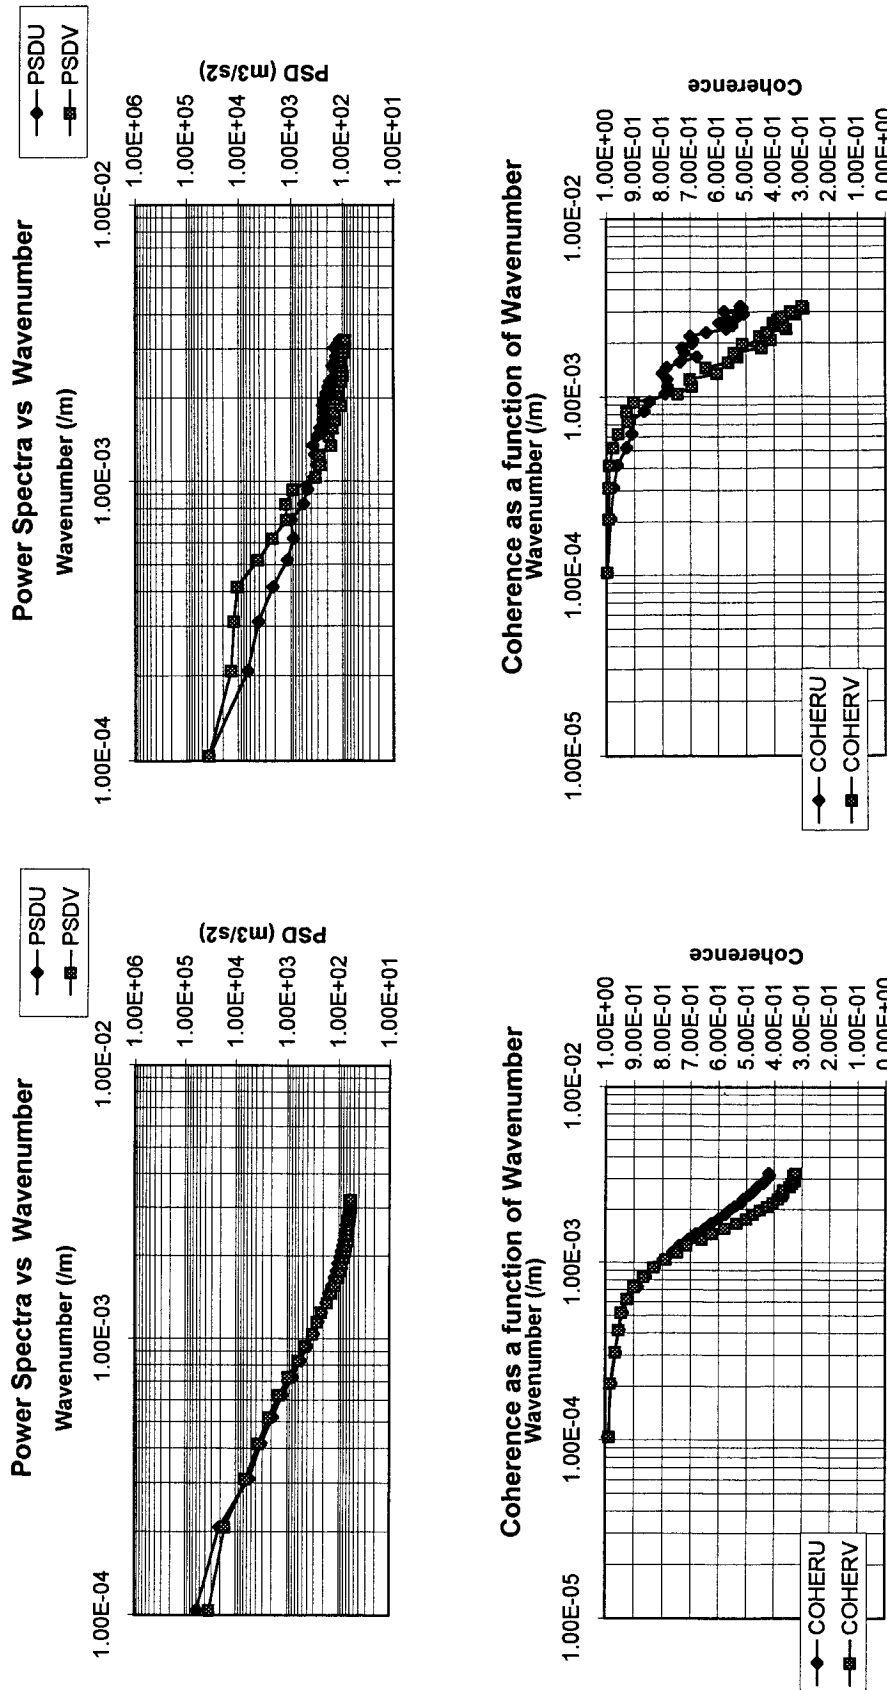 Power Spectra vs Wavenumber
Wavenumber (/m)
1.00E-04
1.00E-03
1.00E-02
1.00E+06
1.00E+05
1.00E+04
1.00E+03
1.00E+02
1.00E+01
PSD (m3/s2)
PSDU
PSDV
Power Spectra vs Wavenumber
Wavenumber (/m)
1.00E-04
1.00E-03
1.00E-02
1.00E+06
1.00E+05
1.00E+04
1.00E+03
1.00E+02
1.00E+01
PSD (m3/s2)
PSDU
PSDV
Coherence as a function of Wavenumber
Wavenumber (/m)
1.00E-05
1.00E-04
1.00E-03
1.00E-02
1.00E+00
9.00E-01
8.00E-01
7.00E-01
6.00E-01
5.00E-01
4.00E-01
3.00E-01
2.00E-01
1.00E-01
0.00E+00
Coherence
COHERU
COHERV
Coherence as a function of Wavenumber
Wavenumber (/m)
1.00E-05
1.00E-04
1.00E-03
1.00E-02
1.00E+00
9.00E-01
8.00E-01
7.00E-01
6.00E-01
5.00E-01
4.00E-01
3.00E-01
2.00E-01
1.00E-01
0.00E+00
Coherence
COHERU
COHERV